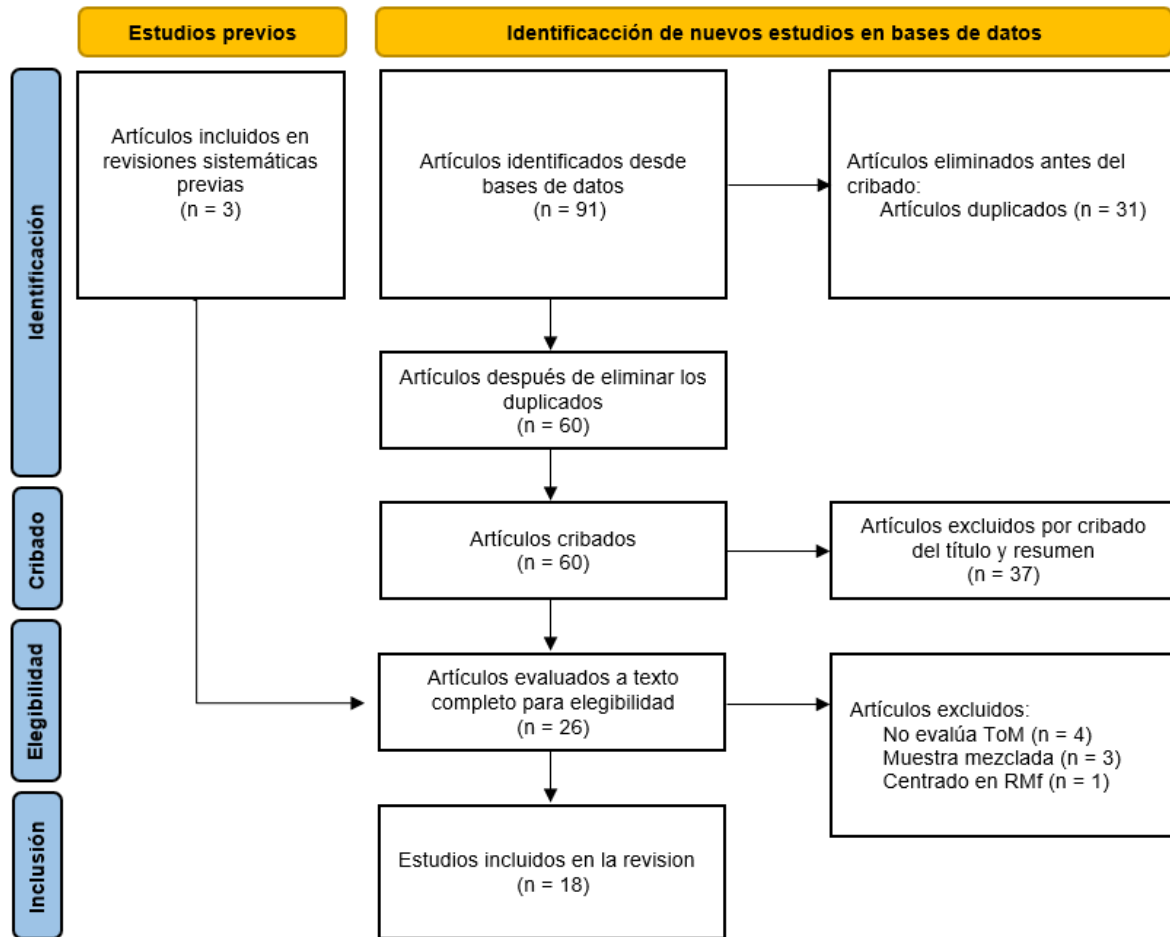 Estudios previos
Identificacción de nuevos estudios en bases de datos
Identificación
Artículos incluidos en
revisiones sistemáticas
previas
(n = 3)
Artículos identificados desde
bases de datos
(n = 91)
Artículos eliminados antes del
cribado:
Artículos duplicados (n = 31)
Artículos después de eliminar los
duplicados
(n = 60)
Cribado
Artículos cribados
(n = 60)
Artículos excluidos por cribado
del título y resumen
(n = 37)
Elegibilidad
Artículos evaluados a texto
completo para elegibilidad
(n = 26)
Artículos excluidos:
No evalúa ToM (n = 4)
Muestra mezclada (n = 3)
Centrado en RMf (n = 1)
Inclusión
Estudios incluidos en la revision
(n = 18)